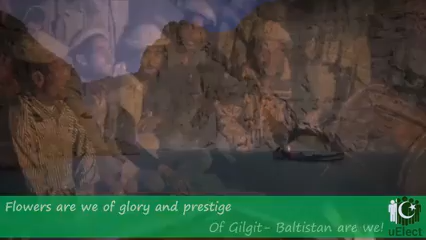 Flowers are we of glory and prestige
Of Gilgit- Baltistan are we!
uElect